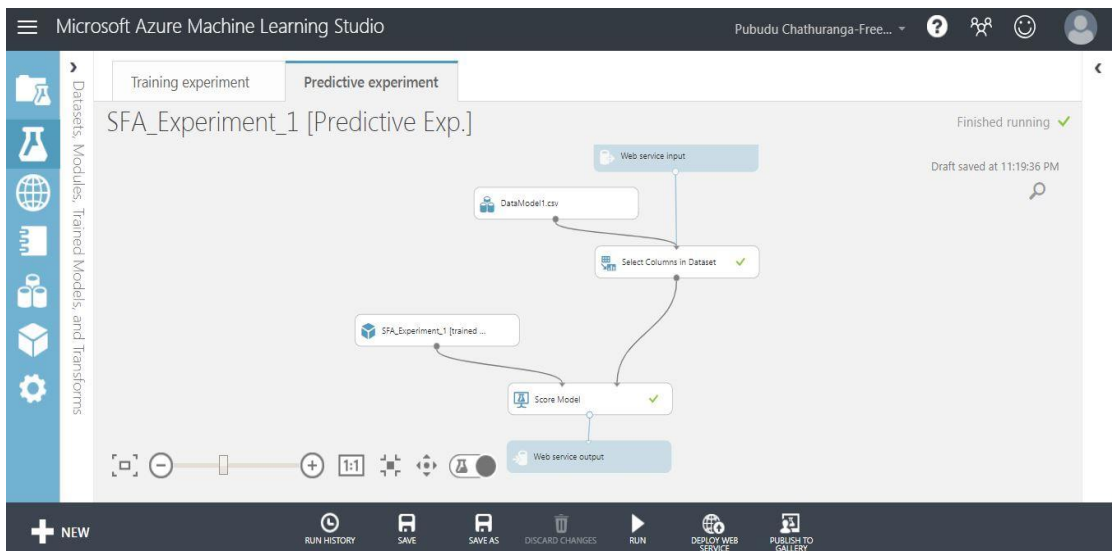 Microsoft Azure Machine Learning Studio
Pubudu Chathuranga-Free...
?
Datasets, Modules, Trained Models, and Transforms
Training experiment
Predictive experiment
SFA_Experiment_1 [Predictive Exp.]
Finished running
Draft saved at 11:19:36 PM
Web service input
DataModel1.csv
Select Columns in Dataset
SFA_Experiment_1 [trained ...
Score Model
Web service output
1:1
NEW
RUN HISTORY
SAVE
SAVE AS
DISCARD CHANGES
RUN
DEPLOY WEB
SERVICE
PUBLISH TO
GALLERY